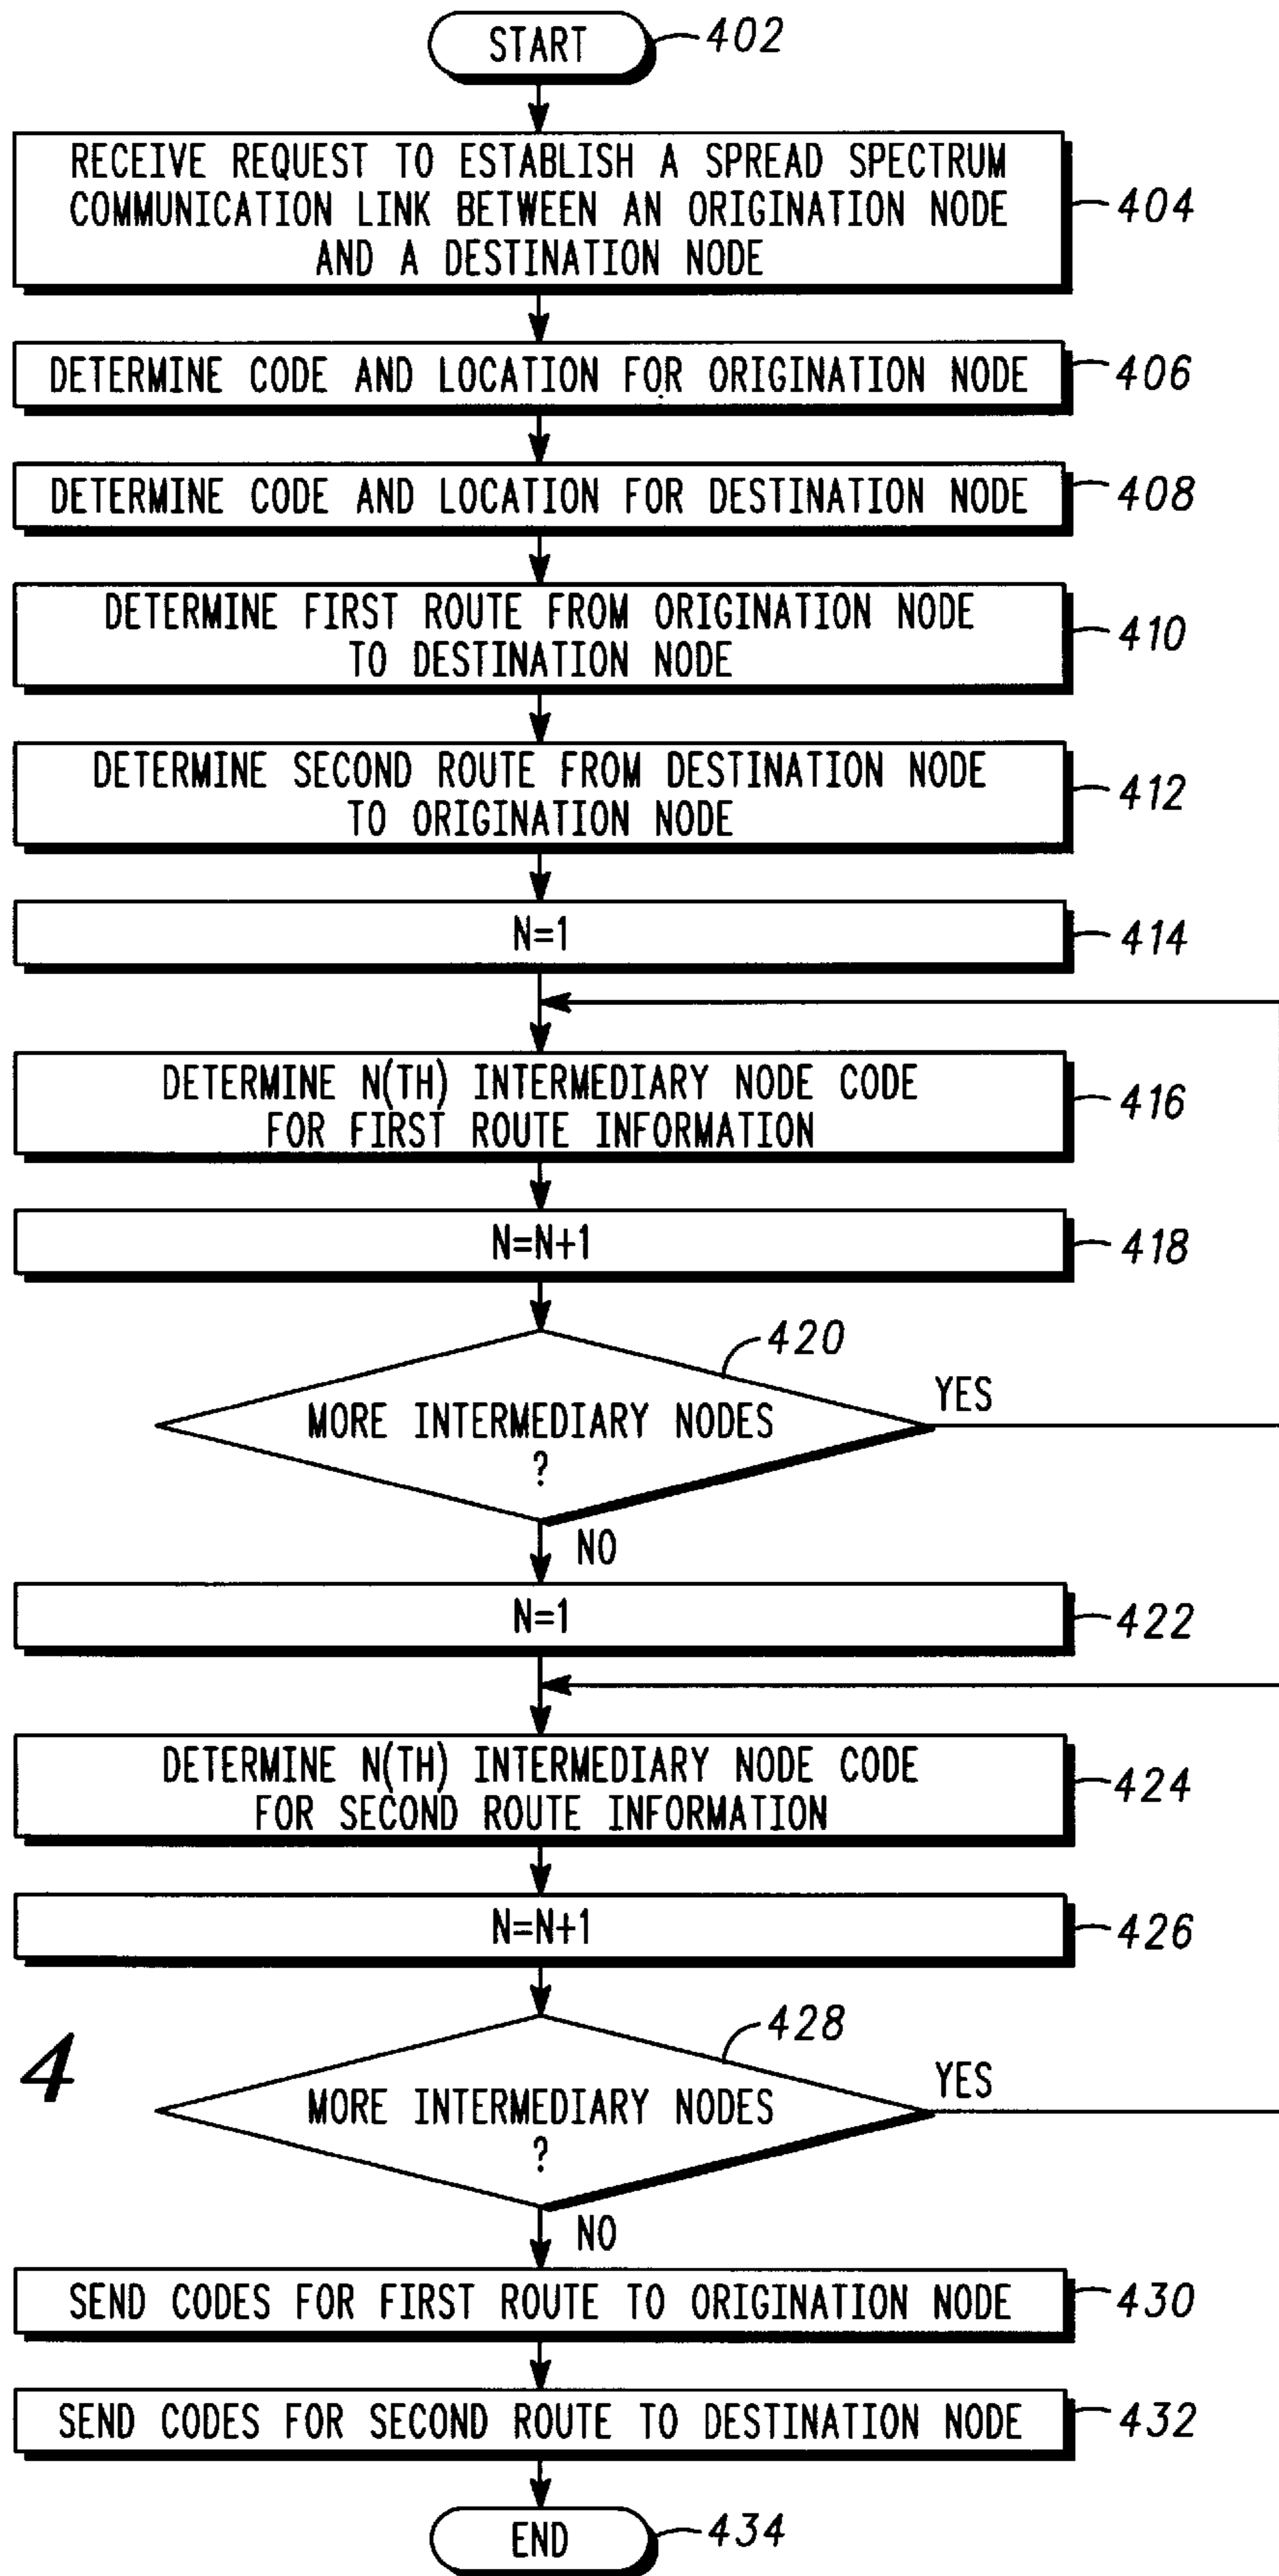 START
402
RECEIVE REQUEST TO ESTABLISH A SPREAD SPECTRUM
COMMUNICATION LINK BETWEEN AN ORIGINATION NODE
AND A DESTINATION NODE
404
DETERMINE CODE AND LOCATION FOR ORIGINATION NODE
406
DETERMINE CODE AND LOCATION FOR DESTINATION NODE
408
DETERMINE FIRST ROUTE FROM ORIGINATION NODE
TO DESTINATION NODE
410
DETERMINE SECOND ROUTE FROM DESTINATION NODE
TO ORIGINATION NODE
412
N=1
414
DETERMINE N(TH) INTERMEDIARY NODE CODE
FOR FIRST ROUTE INFORMATION
416
N=N+1
418
420
MORE INTERMEDIARY NODES
?
YES
NO
N=1
422
DETERMINE N(TH) INTERMEDIARY NODE CODE
FOR SECOND ROUTE INFORMATION
424
N=N+1
426
4
428
MORE INTERMEDIARY NODES
?
YES
NO
SEND CODES FOR FIRST ROUTE TO ORIGINATION NODE
430
SEND CODES FOR SECOND ROUTE TO DESTINATION NODE
432
END
434